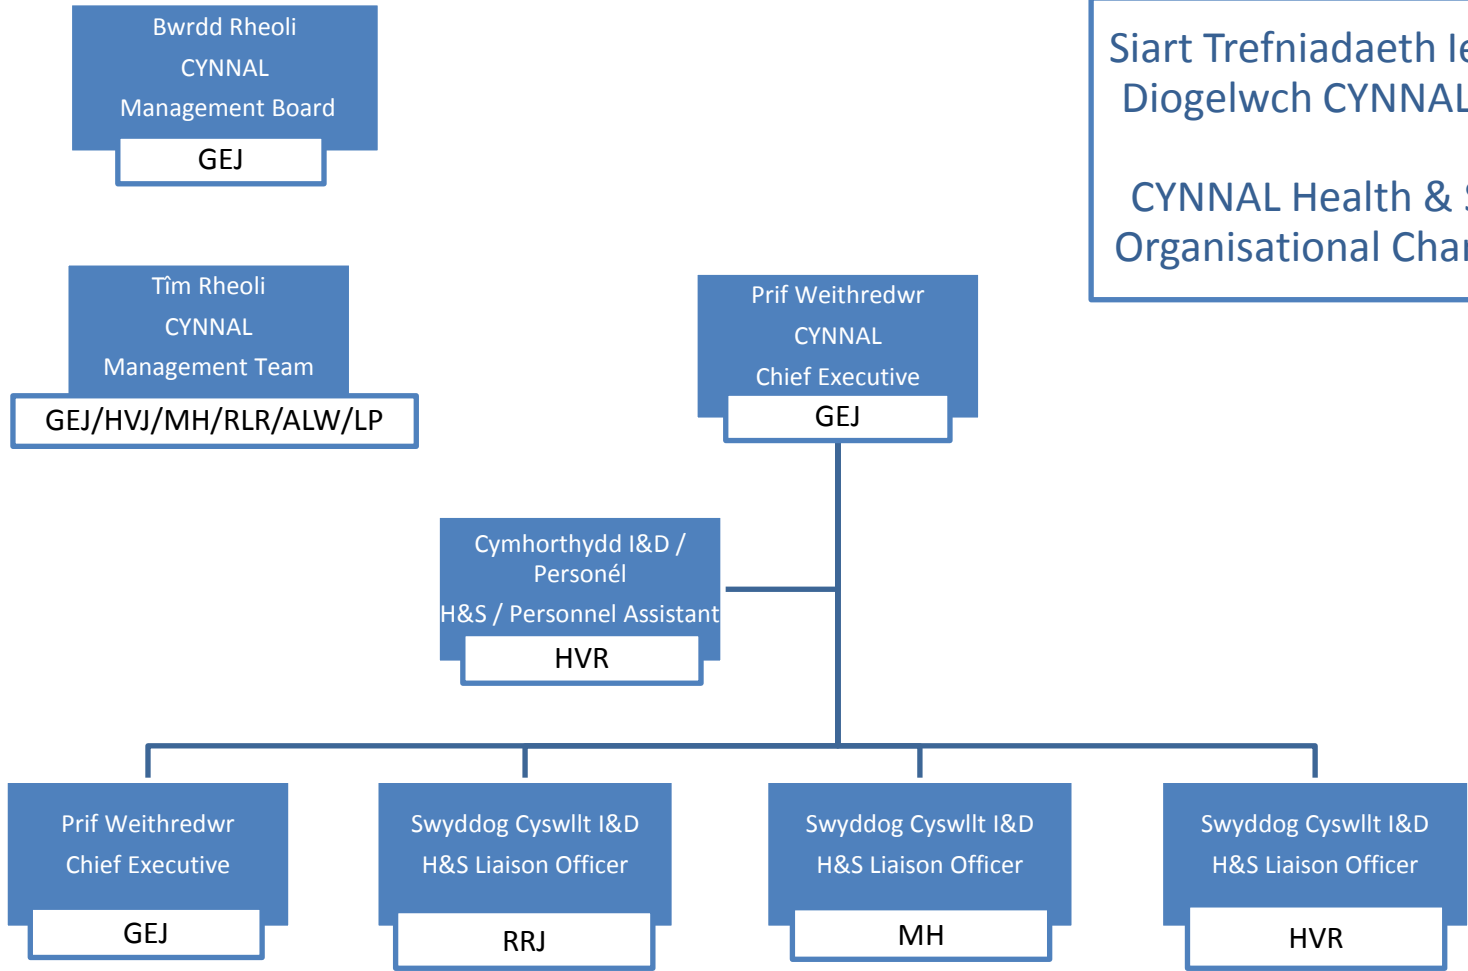 Bwrdd Rheoli
CYNNAL
Management Board
GEJ
Siart Trefniadaeth
Diogelwch CYNNAL
CYNNAL Health &
Organisational
Tîm Rheoli
CYNNAL
Management Team
GEJ/HVJ/MH/RLR/ALW/LP
Prif Weithredwr
CYNNAL
Chief Executive
GEJ
Cymhorthydd I&D /
Personél
H&S / Personnel Assistant
HVR
Prif Weithredwr
Chief Executive
GEJ
Swyddog Cyswllt I&D
H&S Liaison Officer
RRJ
Swyddog Cyswllt I&D
H&S Liaison Officer
MH
Swyddog Cyswllt I&D
H&S Liaison Officer
HVR